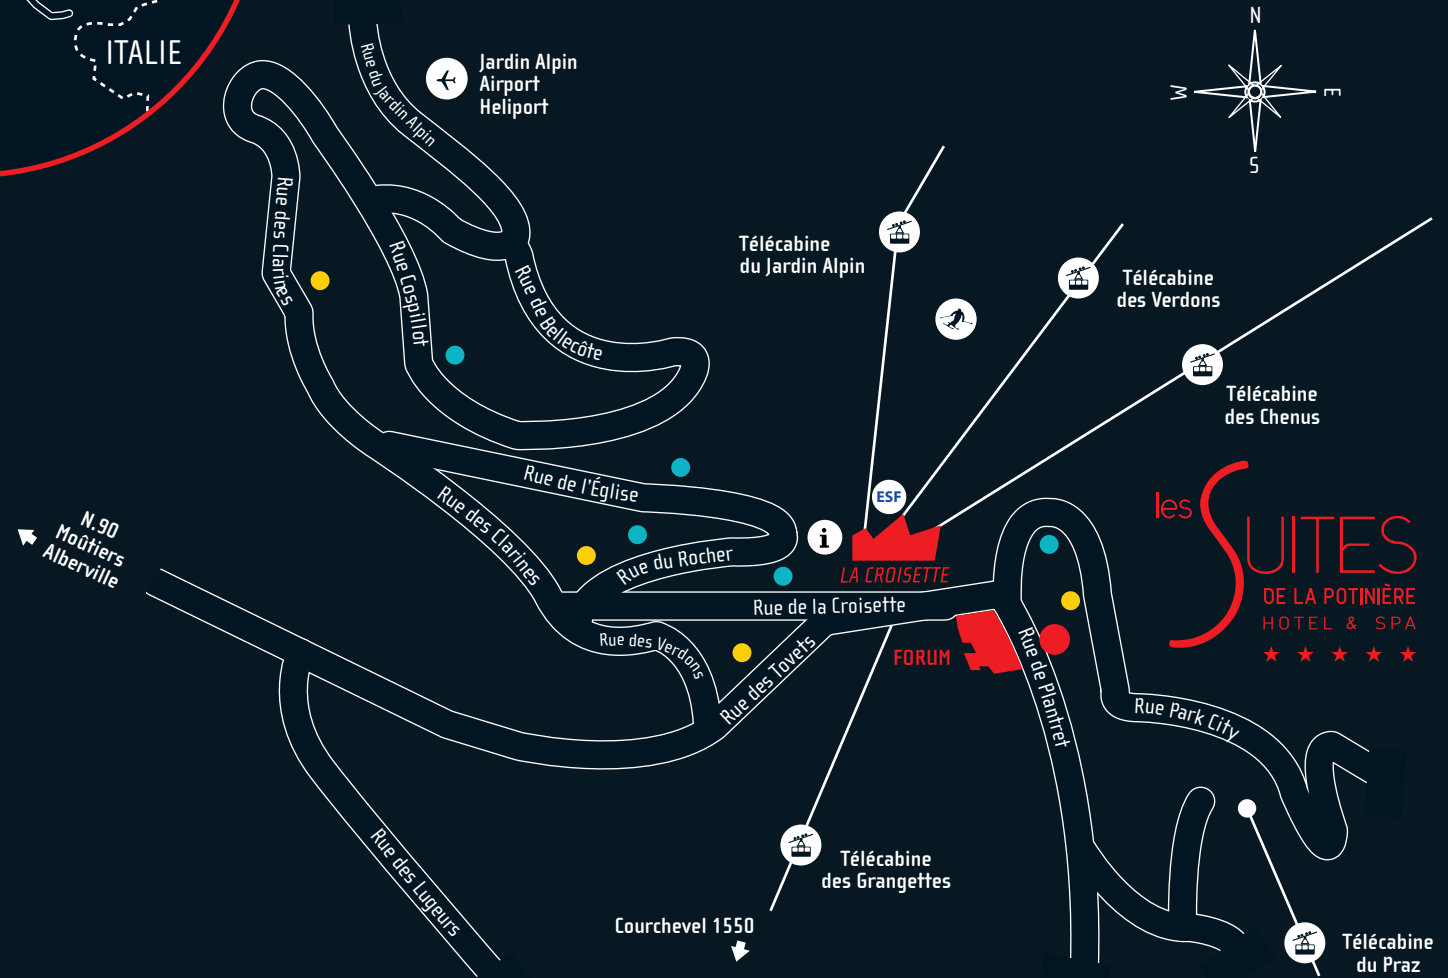 ITALIE
Rue du Jardin Alpin
Jardin Alpin
Airport
Heliport
N
W
E
S
Rue des Clarines
Rue Cospillot
Rue de Bellecôte
Télécabine
du Jardin Alpin
Télécabine
des Verdons
Télécabine
des Chenus
Rue de l'Église
Rue des Clarines
Rue du Rocher
ESF
i
LA CROISETTE
Rue de la Croisette
N.90
Moûtiers
Alberville
Rue des Verdons
Rue des Tovets
FORUM
Rue de Plantret
Rue Park City
les SUITES
DE LA POTINIÈRE
HOTEL & SPA
Rue des Lugeurs
Télécabine
des Grangettes
Courchevel 1550
Télécabine
du Praz